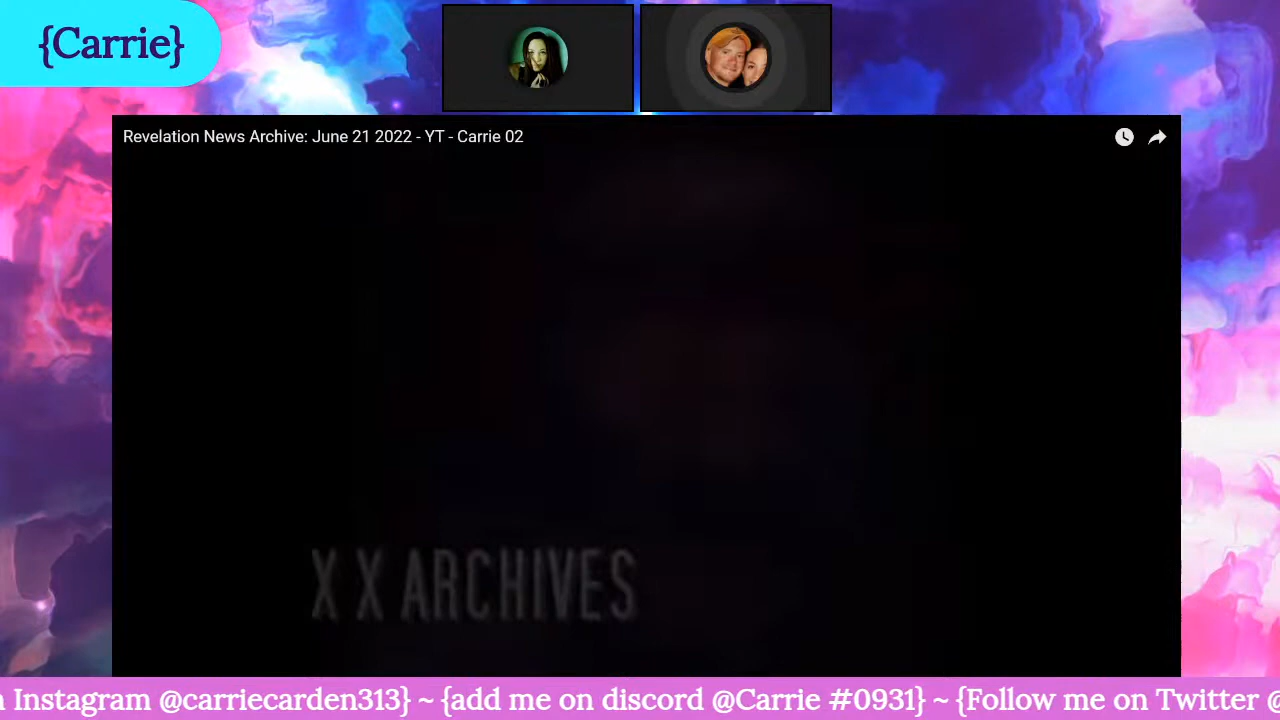 {Carrie}
Revelation News Archive: June 21 2022 - YT - Carrie 02
X X ARCHIVES
Instagram @carriecarden313} ~ {add me on discord @Carrie #0931} ~ {Follow me on Twitter @